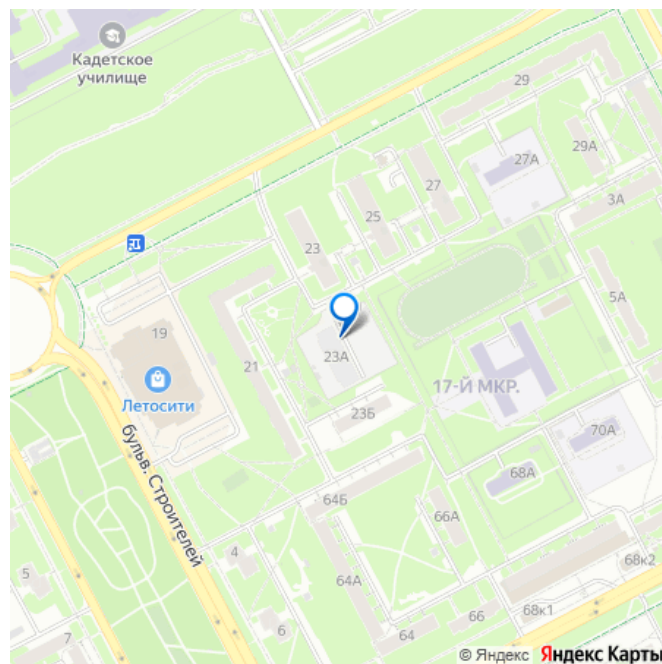 Кадетское
училище
29
27А
29А
27
3А
25
23
5А
19
23А
21
17-Й МКР.
Летосити
23Б
70А
бульв. Строителей
68А
64Б
66А
4
68к2
5
64А
68к1
66
6
64
7
© Яндекс Яндекс Карты